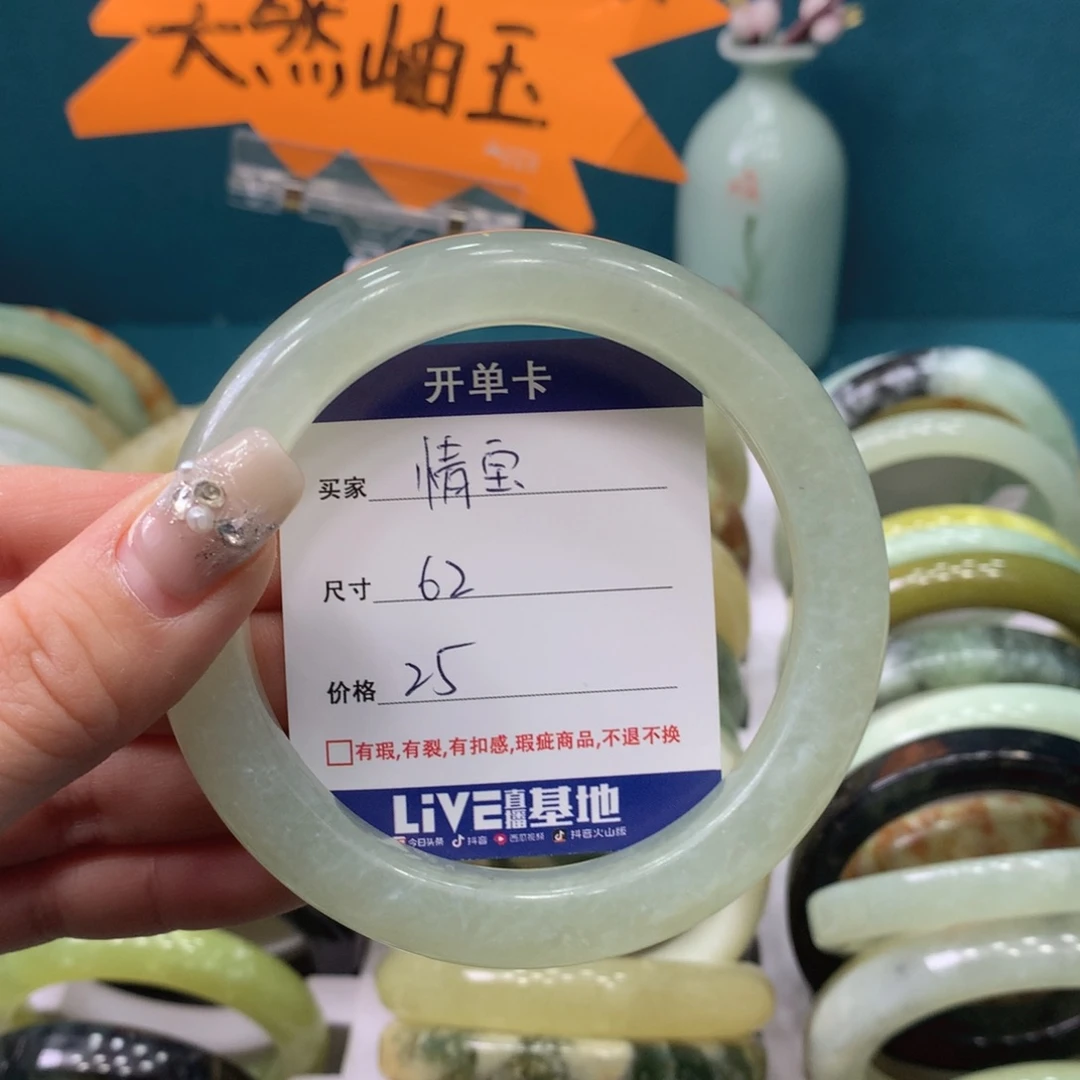 天然岫玉
开单卡
买家 情宝
尺寸 62
价格 25
有瑕,有裂,有扣感,瑕疵商品,不退不换
LiVE直播基地
今日头条 抖音 西瓜视频 抖音火山版